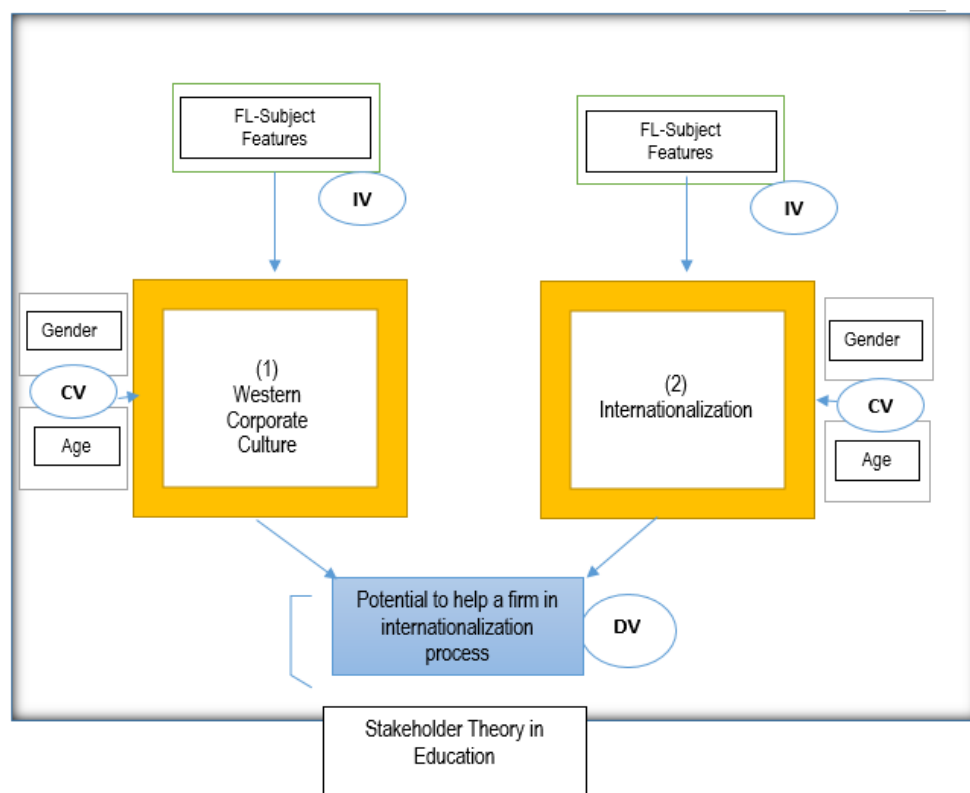 FL-Subject
Features
IV
FL-Subject
Features
IV
Gender
CV
Age
(1)
Western
Corporate
Culture
(2)
Internationalization
Gender
CV
Age
Potential to help a firm in
internationalization
process
DV
Stakeholder Theory in
Education